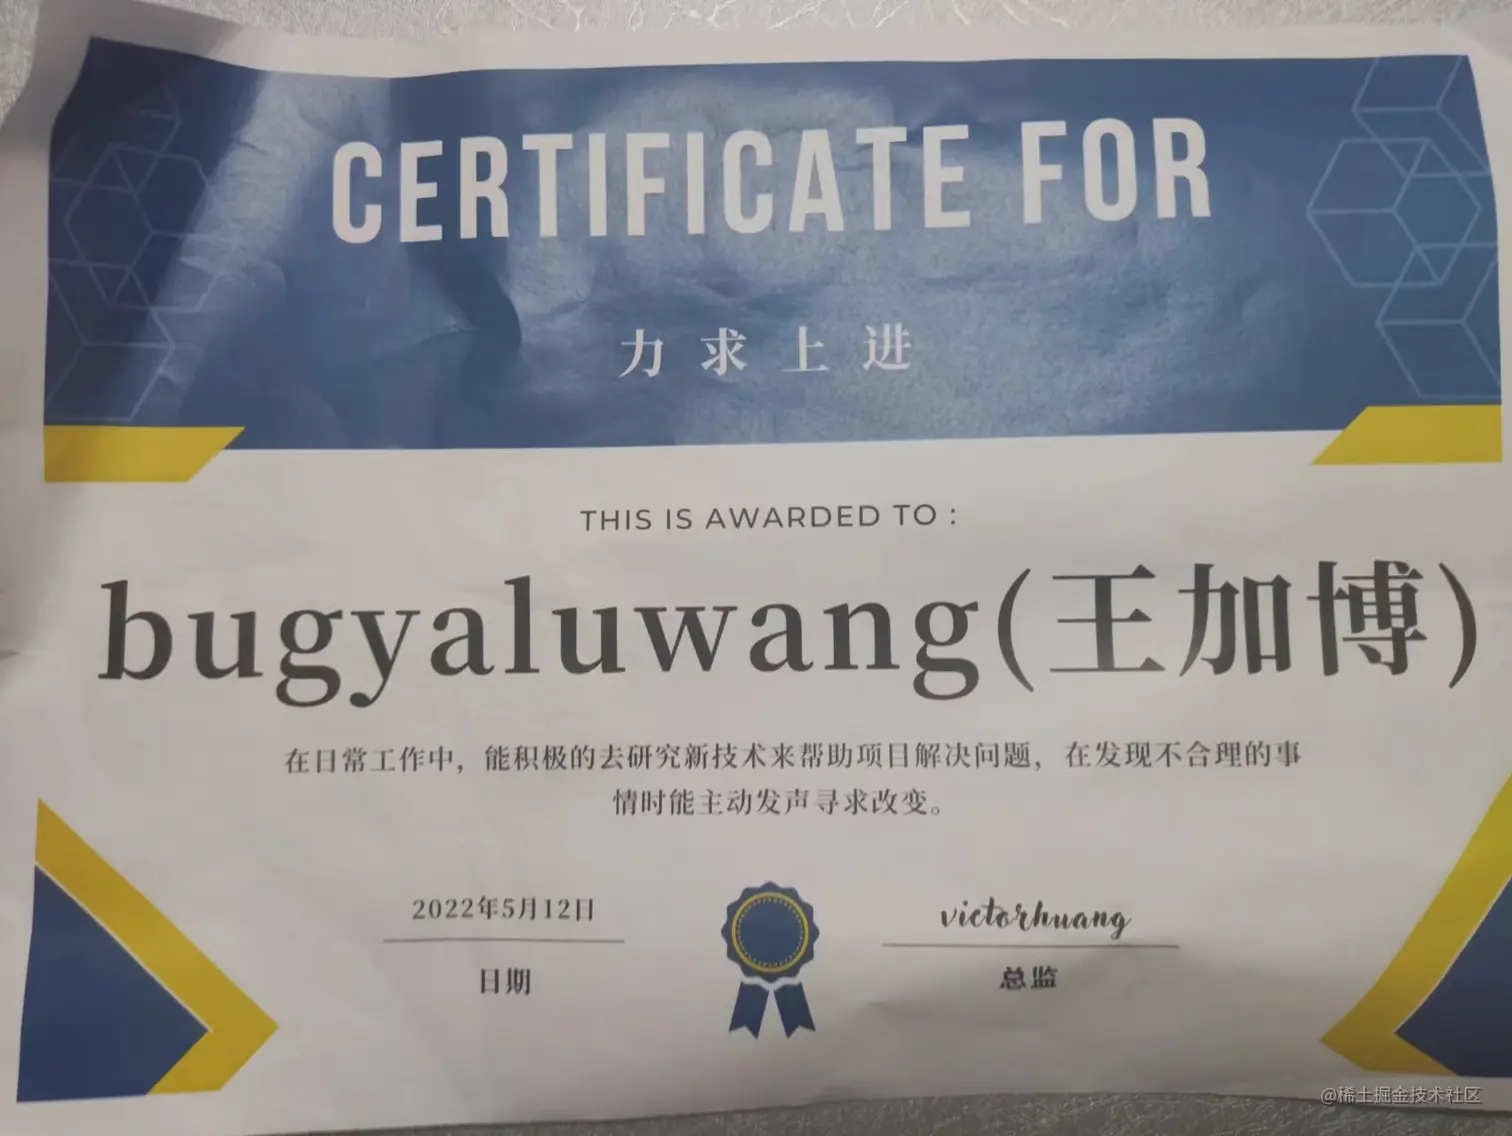 CERTIFICATE FOR
力求上进
THIS IS AWARDED TO :
bugyaluwang(王加博)
在日常工作中，能积极的去研究新技术来帮助项目解决问题，在发现不合理的事
情时能主动发声寻求改变。
2022年5月12日
victorhuang
日期
总监
@稀土掘金技术社区